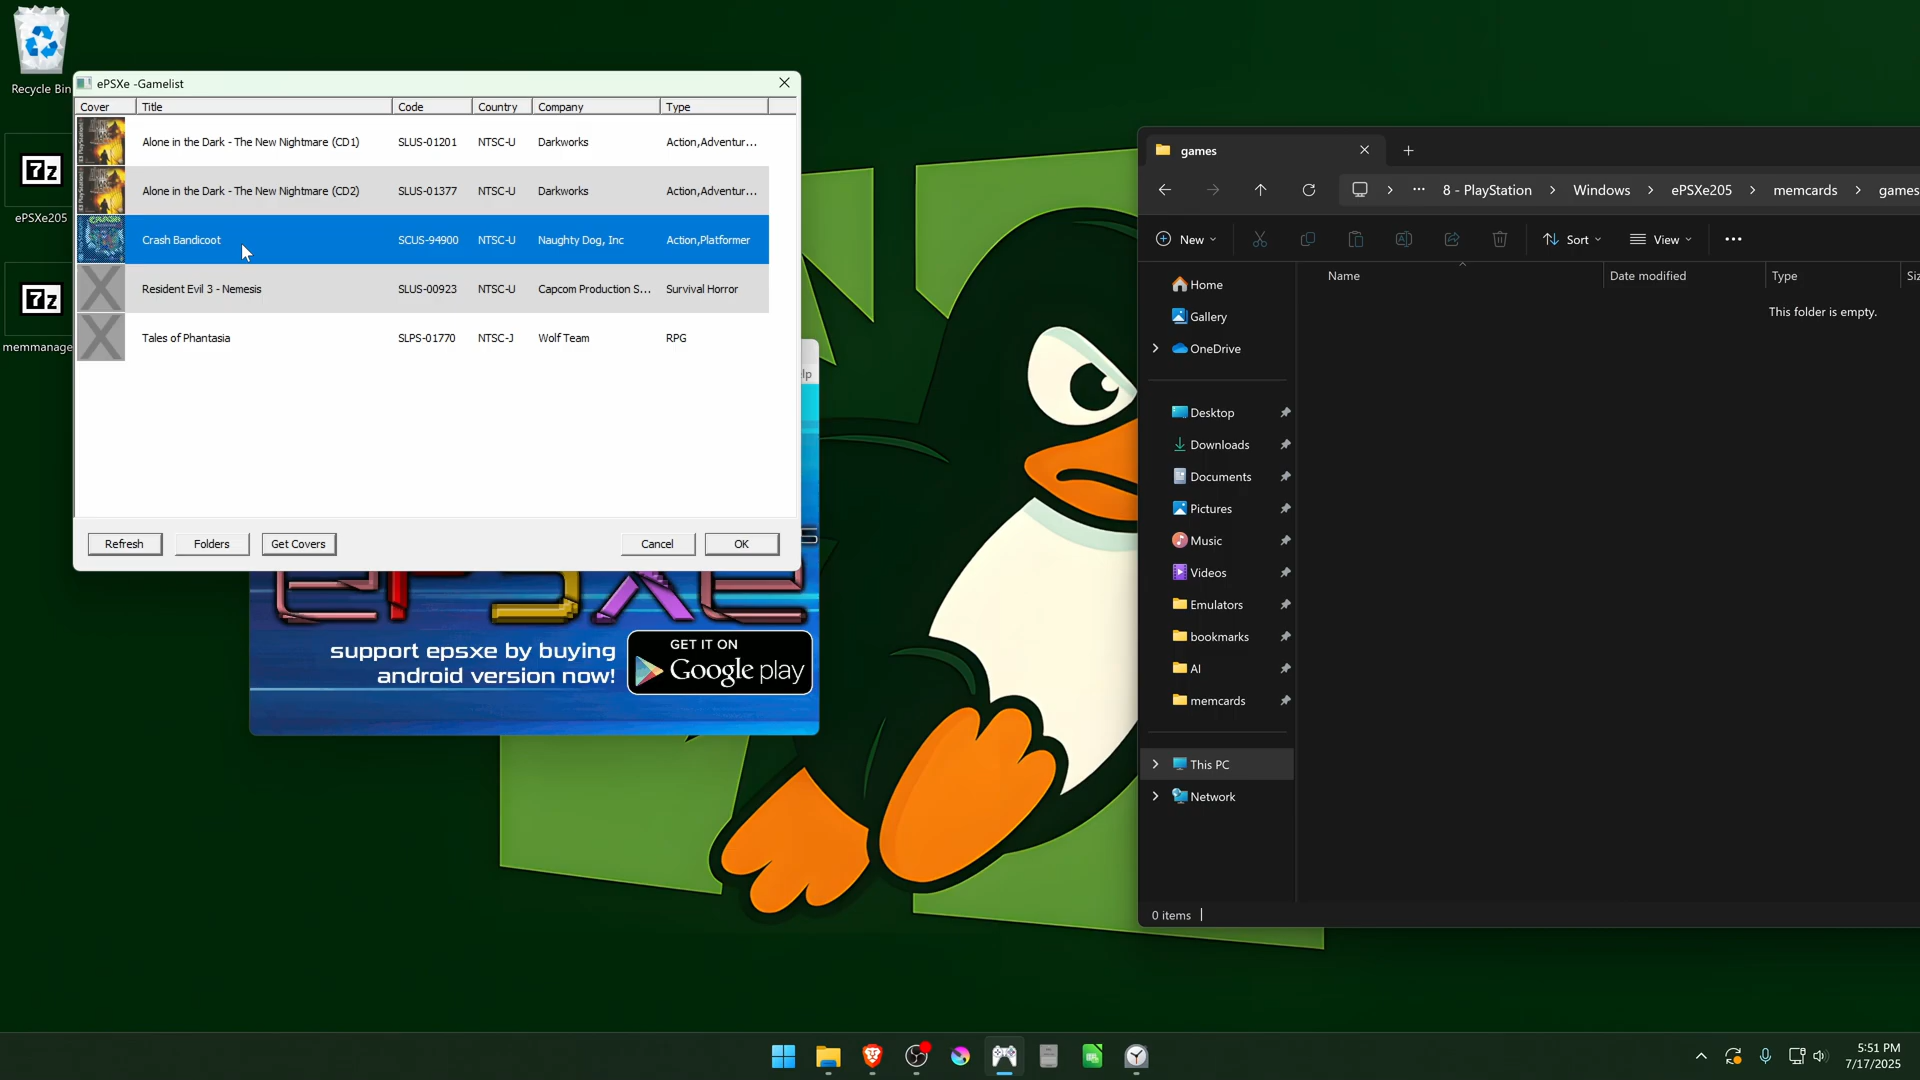 Recycle Bin
7z
ePSXe205
7z
memmanage
ePSXe -Gamelist
Cover Title Code Country Company Type
Alone in the Dark - The New Nightmare (CD1) SLUS-01201 NTSC-U Darkworks Action,Adventur...
Alone in the Dark - The New Nightmare (CD2) SLUS-01377 NTSC-U Darkworks Action,Adventur...
Crash Bandicoot SCUS-94900 NTSC-U Naughty Dog, Inc Action,Platformer
Resident Evil 3 - Nemesis SLUS-00923 NTSC-U Capcom Production S... Survival Horror
Tales of Phantasia SLPS-01770 NTSC-J Wolf Team RPG
Refresh Folders Get Covers Cancel OK
lp
ePSXe
support epsxe by buying
android version now!
GET IT ON
Google play
games
8 - PlayStation > Windows > ePSXe205 > memcards > games
New Sort View
Name Date modified Type Siz
This folder is empty.
Home
Gallery
OneDrive
Desktop
Downloads
Documents
Pictures
Music
Videos
Emulators
bookmarks
AI
memcards
This PC
Network
0 items
5:51 PM
7/17/2025